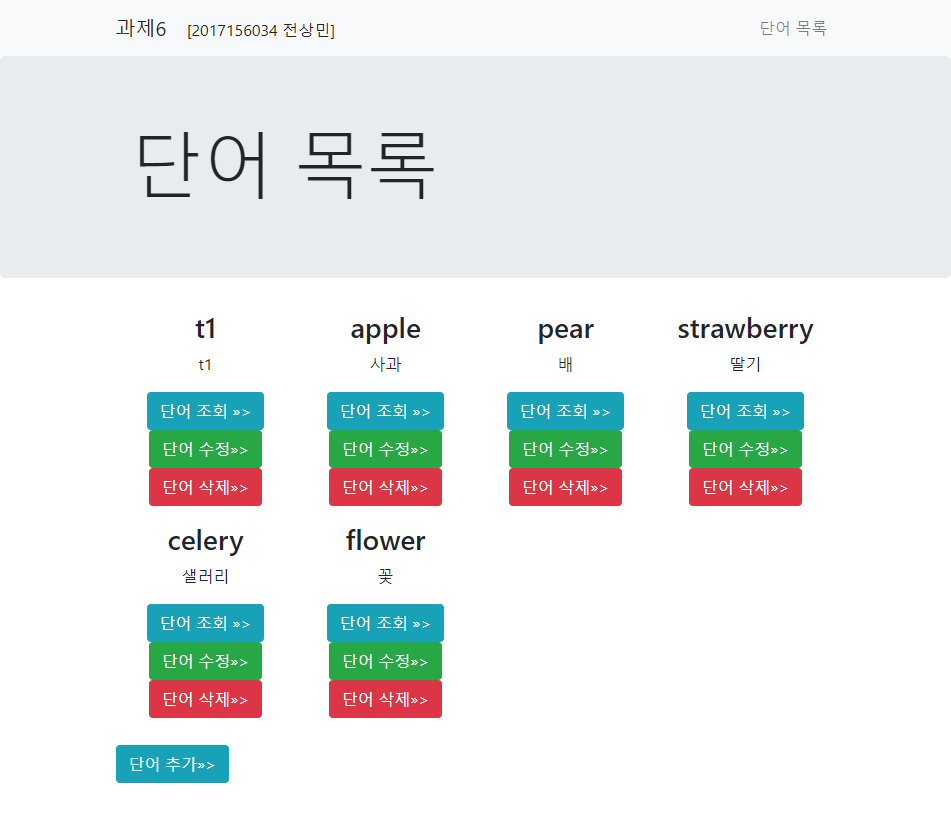 과제6 [2017156034 전상민] 단어 목록
단어 목록
t1 apple pear strawberry
t1 사과 배 딸기
단어 조회 »> 단어 조회 »> 단어 조회 »> 단어 조회 »>
단어 수정»> 단어 수정»> 단어 수정»> 단어 수정»>
단어 삭제»> 단어 삭제»> 단어 삭제»> 단어 삭제»>
celery flower
샐러리 꽃
단어 조회 »> 단어 조회 »>
단어 수정»> 단어 수정»>
단어 삭제»> 단어 삭제»>
단어 추가»>